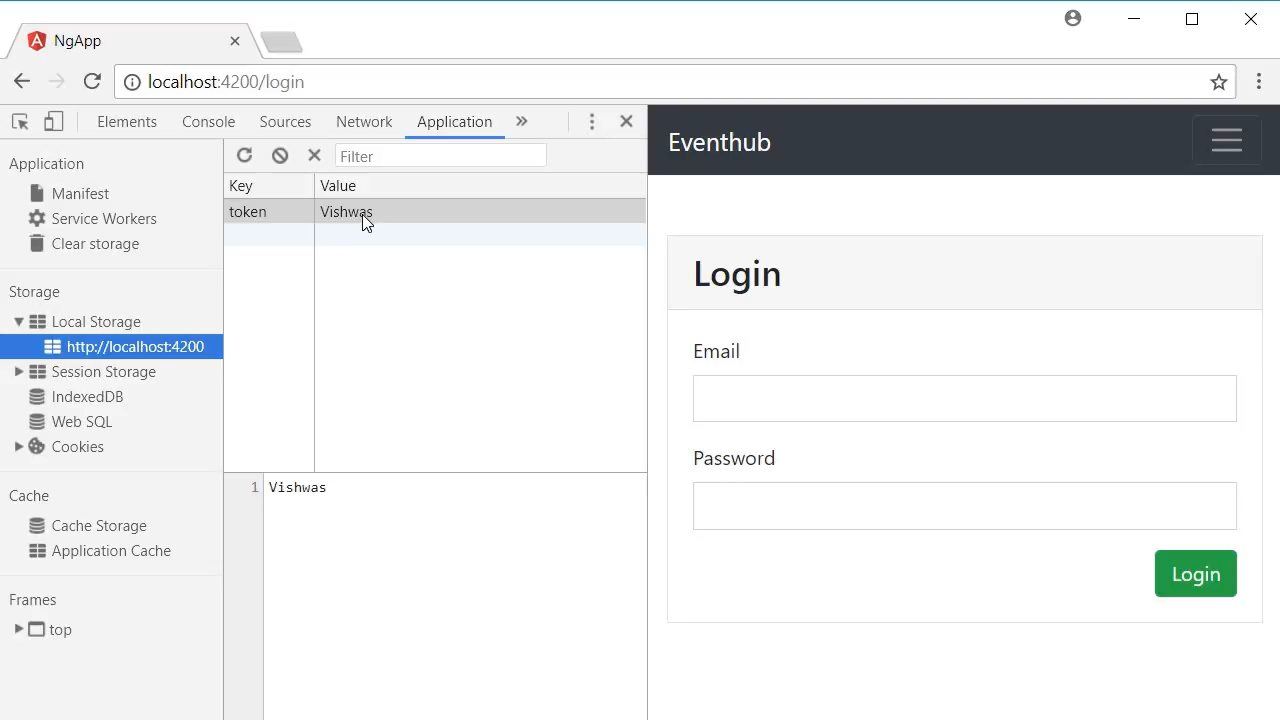 NgApp
localhost:4200/login
Elements Console Sources Network Application »
Application
Manifest
Service Workers
Clear storage
Storage
Local Storage
http://localhost:4200
Session Storage
IndexedDB
Web SQL
Cookies
Cache
Cache Storage
Application Cache
Frames
top
Filter
Key Value
token Vishwas
1 Vishwas
Eventhub
Login
Email
Password
Login